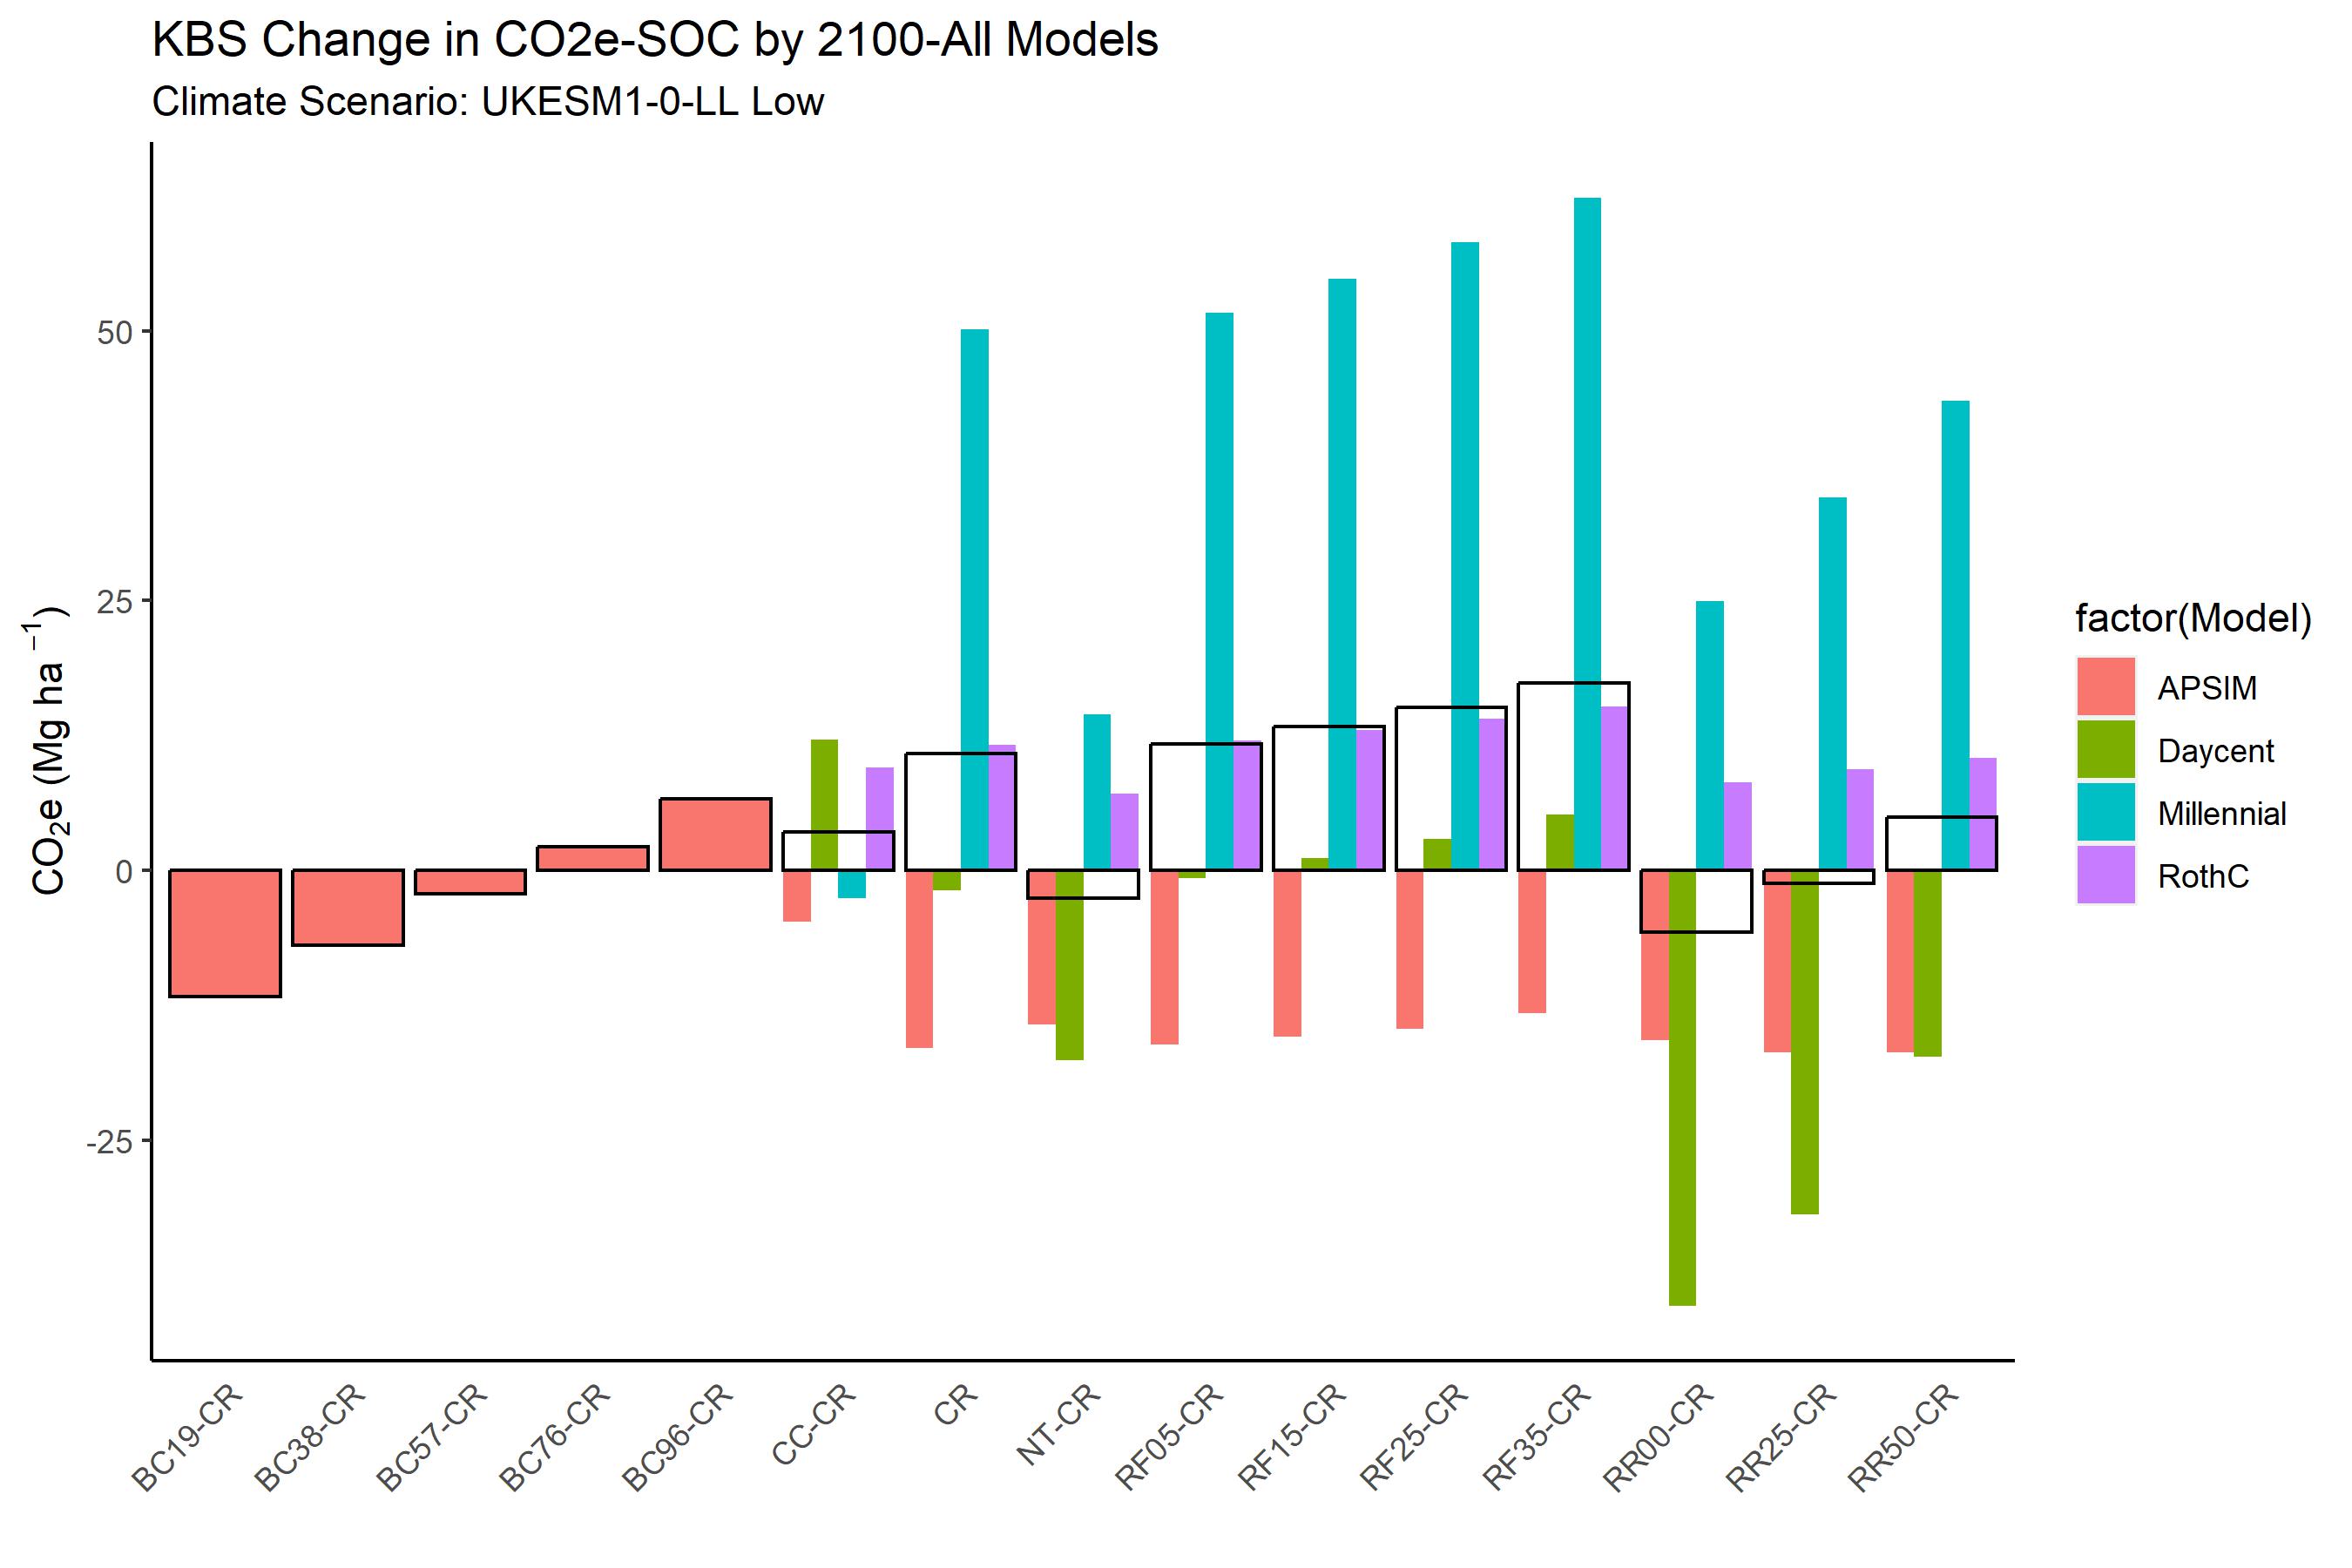 KBS Change in CO2e-SOC by 2100-All Models
Climate Scenario: UKESM1-0-LL Low
CO₂e (Mg ha ⁻¹)
50
25
0
-25
BC19-CR
BC38-CR
BC57-CR
BC76-CR
BC96-CR
CC-CR
CR
NT-CR
RF05-CR
RF15-CR
RF25-CR
RF35-CR
RR00-CR
RR25-CR
RR50-CR
factor(Model)
APSIM
Daycent
Millennial
RothC